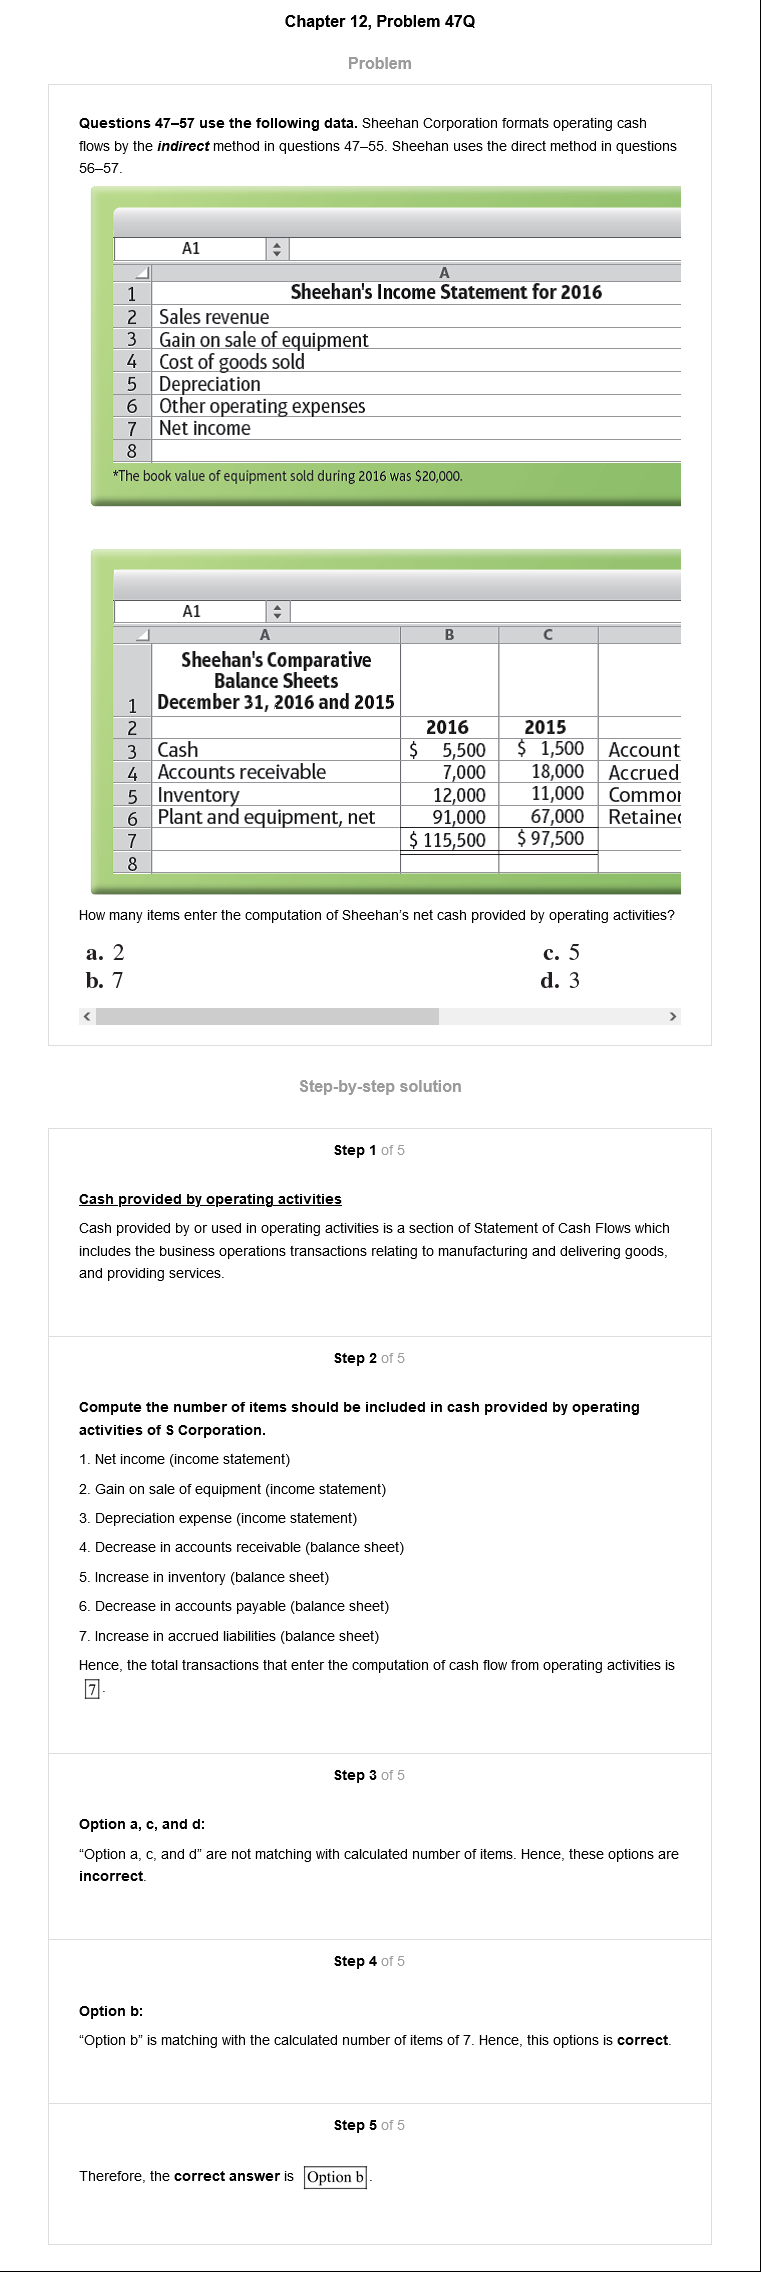 Chapter 12, Problem 47Q
Problem
Questions 47–57 use the following data. Sheehan Corporation formats operating cash
flows by the indirect method in questions 47–55. Sheehan uses the direct method in questions
56–57.
A1
A
1 Sheehan's Income Statement for 2016
2 Sales revenue
3 Gain on sale of equipment
4 Cost of goods sold
5 Depreciation
6 Other operating expenses
7 Net income
8
*The book value of equipment sold during 2016 was $20,000.
A1
A B C
Sheehan's Comparative
Balance Sheets
1 December 31, 2016 and 2015
2 2016 2015
3 Cash $ 5,500 $ 1,500 Account
4 Accounts receivable 7,000 18,000 Accrued
5 Inventory 12,000 11,000 Commo
6 Plant and equipment, net 91,000 67,000 Retaine
7 $ 115,500 $ 97,500
8
How many items enter the computation of Sheehan's net cash provided by operating activities?
a. 2 c. 5
b. 7 d. 3
Step-by-step solution
Step 1 of 5
Cash provided by operating activities
Cash provided by or used in operating activities is a section of Statement of Cash Flows which
includes the business operations transactions relating to manufacturing and delivering goods,
and providing services.
Step 2 of 5
Compute the number of items should be included in cash provided by operating
activities of S Corporation.
1. Net income (income statement)
2. Gain on sale of equipment (income statement)
3. Depreciation expense (income statement)
4. Decrease in accounts receivable (balance sheet)
5. Increase in inventory (balance sheet)
6. Decrease in accounts payable (balance sheet)
7. Increase in accrued liabilities (balance sheet)
Hence, the total transactions that enter the computation of cash flow from operating activities is
7.
Step 3 of 5
Option a, c, and d:
“Option a, c, and d” are not matching with calculated number of items. Hence, these options are
incorrect.
Step 4 of 5
Option b:
“Option b” is matching with the calculated number of items of 7. Hence, this options is correct.
Step 5 of 5
Therefore, the correct answer is Option b.